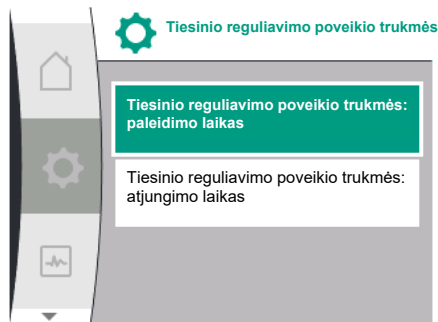 Tiesinio reguliavimo poveikio trukmės
Tiesinio reguliavimo poveikio trukmės:
paleidimo laikas
Tiesinio reguliavimo poveikio trukmės:
atjungimo laikas